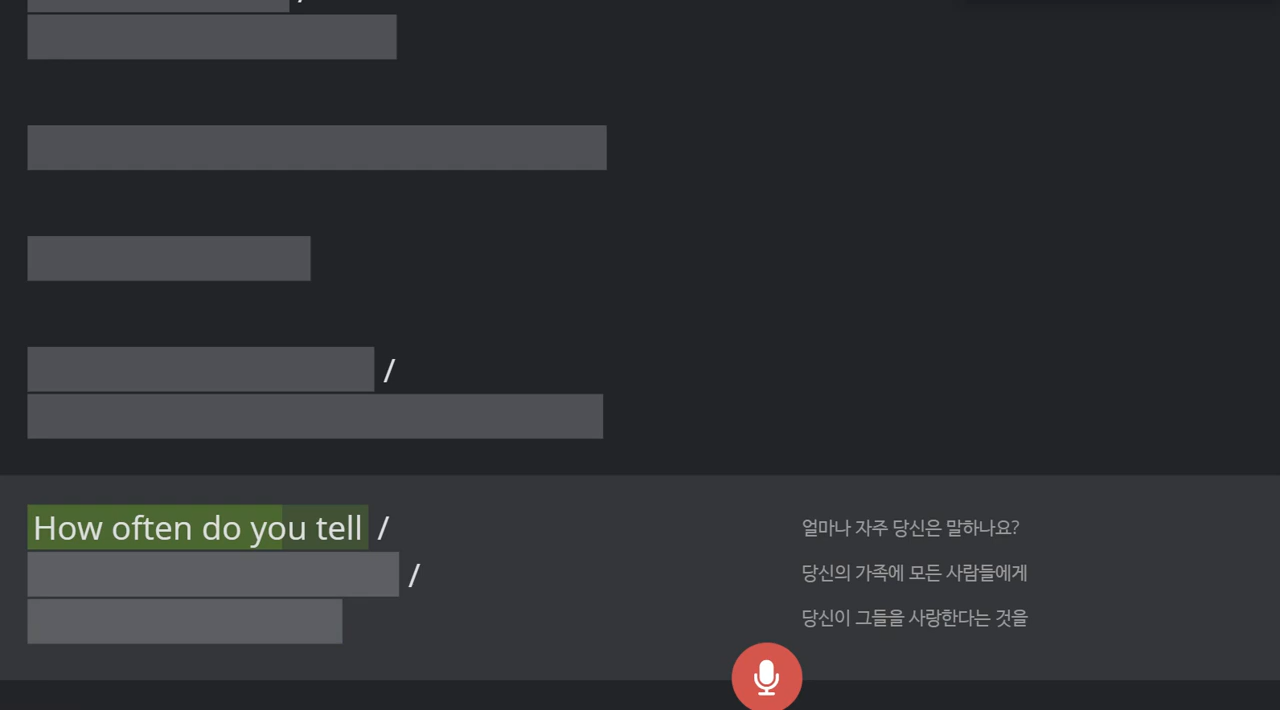 /
/
How often do you tell /
얼마나 자주 당신은 말하나요?
/
당신의 가족에 모든 사람들에게
당신이 그들을 사랑한다는 것을